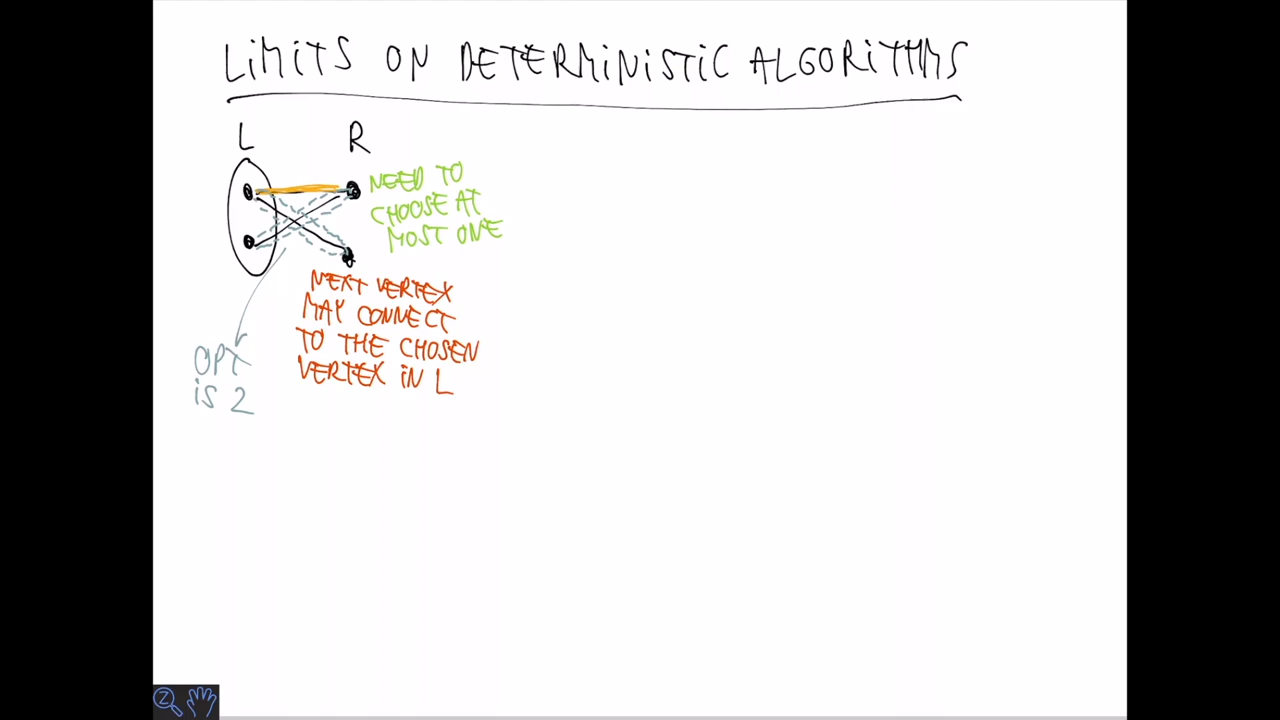 LiMiTS ON DETERMiNiSTiC ALGORiTHMS
L R
NEED TO
CHOOSE AT
MOST ONE
NEXT VERTEX
MAY CONNECT
TO THE CHOSEN
VERTEX iN L
OPT
iS 2
Z